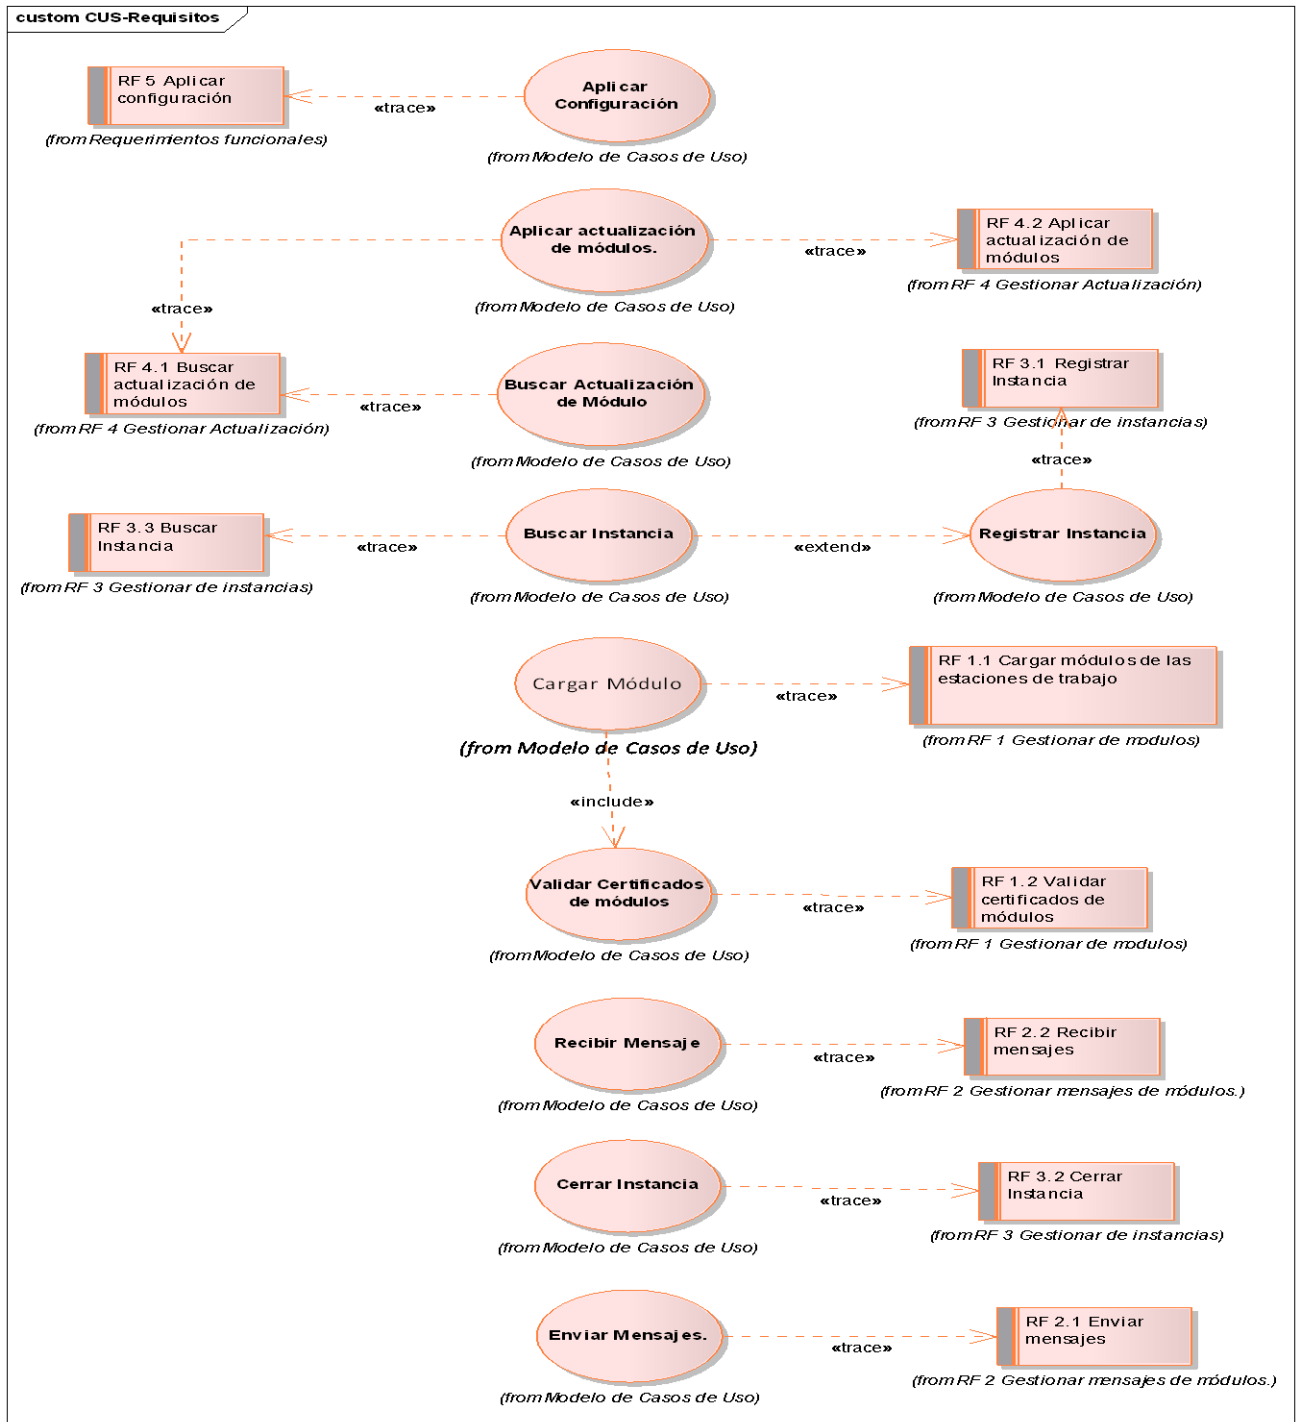 custom CUS-Requisitos
RF 5 Aplicar
configuración
(from Requerimientos funcionales)
«trace»
Aplicar
Configuración
(from Modelo de Casos de Uso)
Aplicar actualización
de módulos.
(from Modelo de Casos de Uso)
«trace»
RF 4.2 Aplicar
actualización de
módulos
(from RF 4 Gestionar Actualización)
«trace»
RF 4.1 Buscar
actualización de
módulos
(from RF 4 Gestionar Actualización)
«trace»
Buscar Actualización
de Módulo
(from Modelo de Casos de Uso)
RF 3.1 Registrar
Instancia
(from RF 3 Gestionar de instancias)
«trace»
RF 3.3 Buscar
Instancia
(from RF 3 Gestionar de instancias)
«trace»
Buscar Instancia
(from Modelo de Casos de Uso)
«extend»
Registrar Instancia
(from Modelo de Casos de Uso)
Cargar Módulo
(from Modelo de Casos de Uso)
«trace»
RF 1.1 Cargar módulos de las
estaciones de trabajo
(from RF 1 Gestionar de modulos)
«include»
Validar Certificados
de módulos
(from Modelo de Casos de Uso)
«trace»
RF 1.2 Validar
certificados de
módulos
(from RF 1 Gestionar de modulos)
Recibir Mensaje
(from Modelo de Casos de Uso)
«trace»
RF 2.2 Recibir
mensajes
(from RF 2 Gestionar mensajes de módulos.)
Cerrar Instancia
(from Modelo de Casos de Uso)
«trace»
RF 3.2 Cerrar
Instancia
(from RF 3 Gestionar de instancias)
Enviar Mensajes.
(from Modelo de Casos de Uso)
«trace»
RF 2.1 Enviar
mensajes
(from RF 2 Gestionar mensajes de módulos.)